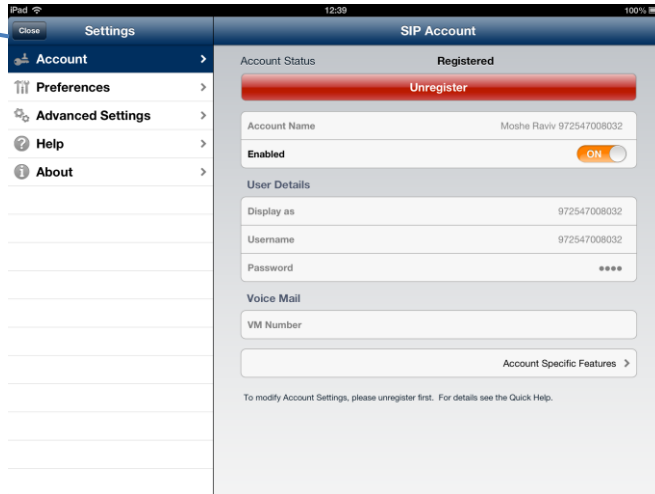 iPad 12:39 100%
Close Settings
Account
Preferences
Advanced Settings
Help
About
SIP Account
Account Status Registered
Unregister
Account Name Moshe Raviv 972547008032
Enabled ON
User Details
Display as 972547008032
Username 972547008032
Password ●●●●
Voice Mail
VM Number
Account Specific Features
To modify Account Settings, please unregister first. For details see the Quick Help.